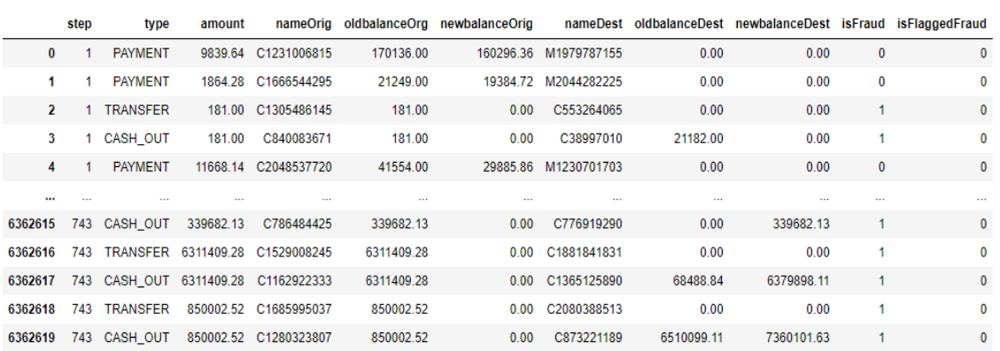 step type amount nameOrig oldbalanceOrg newbalanceOrig nameDest oldbalanceDest newbalanceDest isFraud isFlaggedFraud
0 1 PAYMENT 9839.64 C1231006815 170136.00 160296.36 M1979787155 0.00 0.00 0 0
1 1 PAYMENT 1864.28 C1666544295 21249.00 19384.72 M2044282225 0.00 0.00 0 0
2 1 TRANSFER 181.00 C1305486145 181.00 0.00 C553264065 0.00 0.00 1 0
3 1 CASH_OUT 181.00 C840083671 181.00 0.00 C38997010 21182.00 0.00 1 0
4 1 PAYMENT 11668.14 C2048537720 41554.00 29885.86 M1230701703 0.00 0.00 0 0
... ... ... ... ... ... ... ... ... ... ... ...
6362615 743 CASH_OUT 339682.13 C786484425 339682.13 0.00 C776919290 0.00 339682.13 1 0
6362616 743 TRANSFER 6311409.28 C1529008245 6311409.28 0.00 C1881841831 0.00 0.00 1 0
6362617 743 CASH_OUT 6311409.28 C1162922333 6311409.28 0.00 C1365125890 68488.84 6379898.11 1 0
6362618 743 TRANSFER 850002.52 C1685995037 850002.52 0.00 C2080388513 0.00 0.00 1 0
6362619 743 CASH_OUT 850002.52 C1280323807 850002.52 0.00 C873221189 6510099.11 7360101.63 1 0